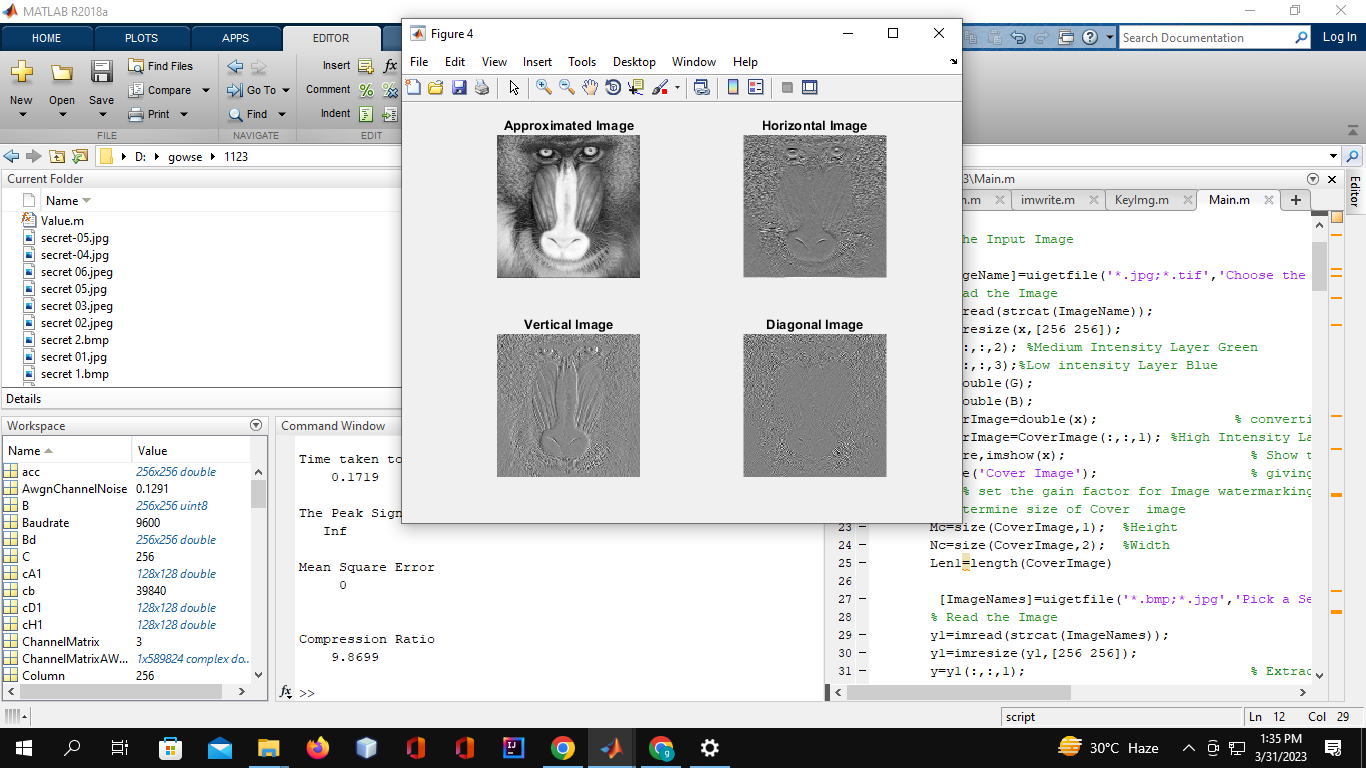 MATLAB R2018a
HOME
PLOTS
APPS
EDITOR
Search Documentation
Log In
New
Open
Save
Find Files
Compare
Print
Go To
Find
Insert
Comment
Indent
FILE
NAVIGATE
EDIT
D:
gowse
1123
Figure 4
File Edit View Insert Tools Desktop Window Help
Approximated Image
Horizontal Image
Vertical Image
Diagonal Image
Current Folder
Name
Value.m
secret-05.jpg
secret-04.jpg
secret 06.jpeg
secret 05.jpg
secret 03.jpeg
secret 02.jpeg
secret 2.bmp
secret 01.jpg
secret 1.bmp
Details
Workspace
Name Value
acc 256x256 double
AwgnChannelNoise 0.1291
B 256x256 uint8
Baudrate 9600
Bd 256x256 double
C 256
cA1 128x128 double
cb 39840
cD1 128x128 double
cH1 128x128 double
ChannelMatrix 3
ChannelMatrixAW... 1x589824 complex do...
Column 256
Command Window
Time taken to
0.1719
The Peak Sign
Inf
Mean Square Error
0
Compression Ratio
9.8699
fx >>
3\Main.m
Editor
n.m
imwrite.m
KeyImg.m
Main.m
he Input Image
geName]=uigetfile('*.jpg;*.tif','Choose the
ad the Image
read(strcat(ImageName));
resize(x,[256 256]);
:,:,2); %Medium Intensity Layer Green
:,:,3);%Low intensity Layer Blue
ouble(G);
ouble(B);
rImage=double(x); % converti
rImage=CoverImage(:,:,1); %High Intensity La
re,imshow(x); % Show t
e('Cover Image'); % giving
% set the gain factor for Image watermarking
termine size of Cover image
23 – Mc=size(CoverImage,1); %Height
24 – Nc=size(CoverImage,2); %Width
25 – Len1=length(CoverImage)
26
27 – [ImageNames]=uigetfile('*.bmp;*.jpg','Pick a Se
28 % Read the Image
29 – y1=imread(strcat(ImageNames));
30 – y1=imresize(y1,[256 256]);
31 – y=y1(:,:,1); % Extrac
script
Ln 12 Col 29
30°C Haze
1:35 PM
3/31/2023